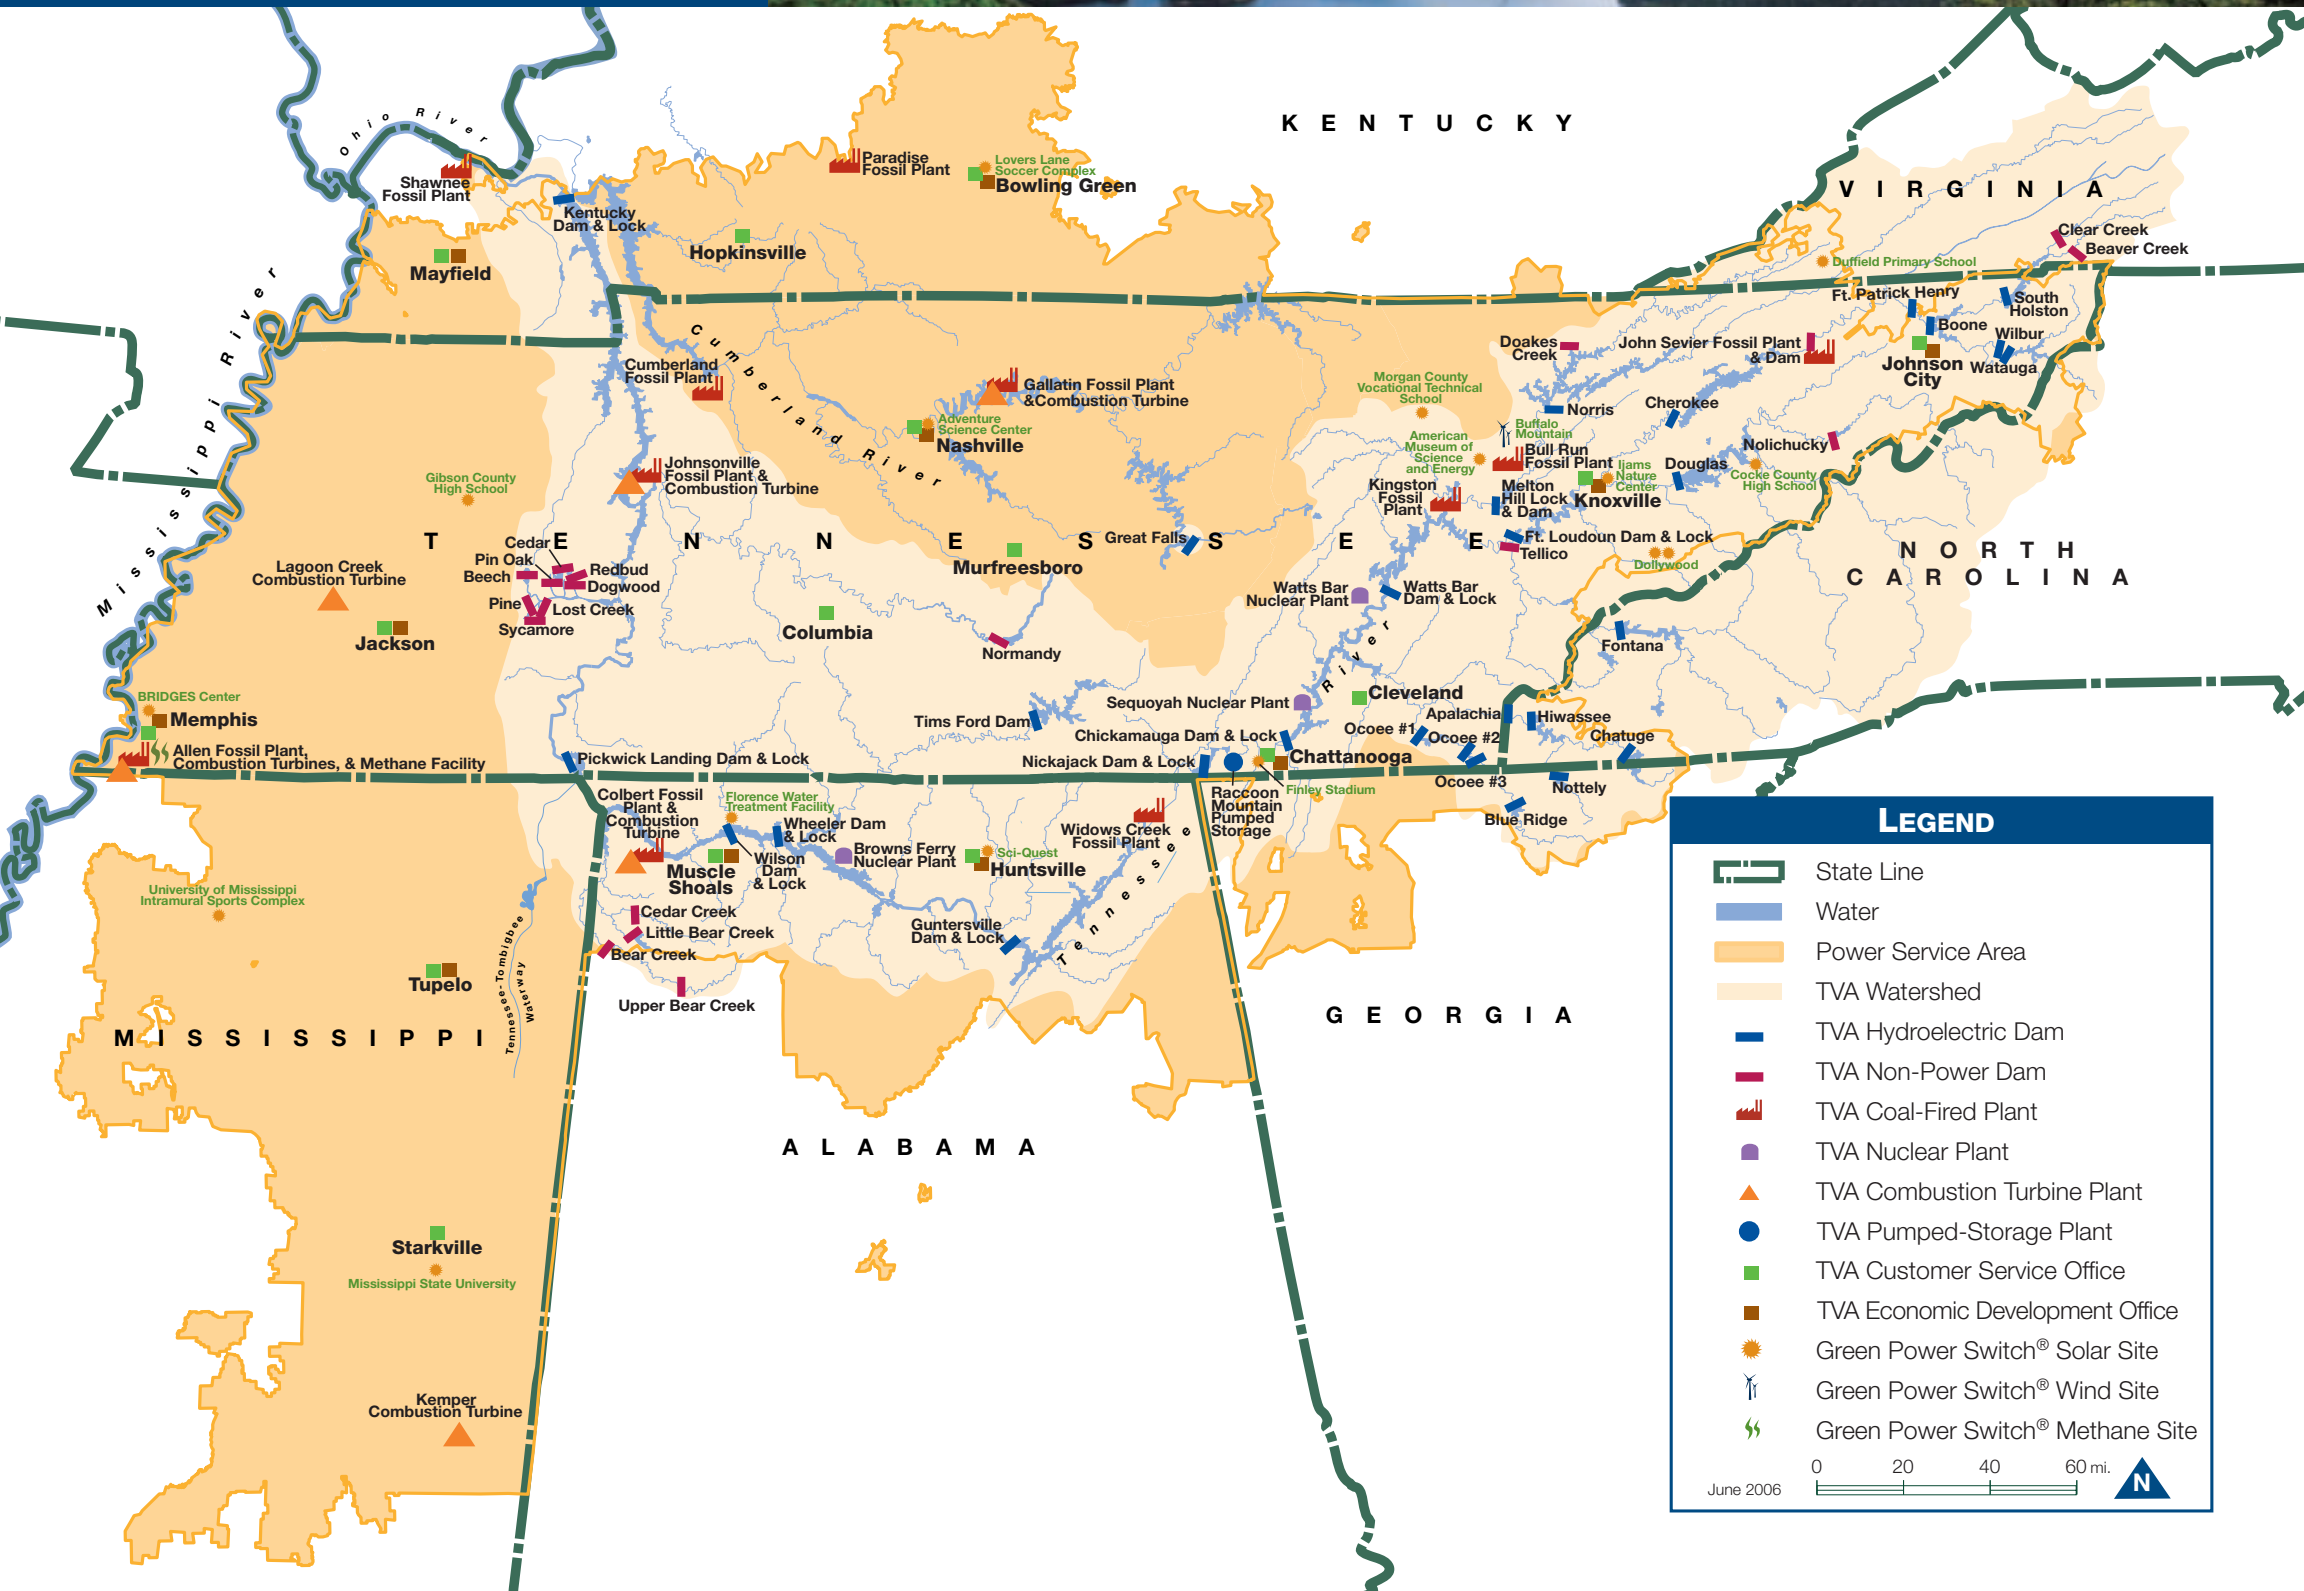 KENTUCKY
Ohio River
Shawnee
Fossil Plant
Paradise
Fossil Plant
Lovers Lane
Soccer Complex
Bowling Green
VIRGINIA
Kentucky
Dam & Lock
Hopkinsville
Mayfield
Clear Creek
Beaver Creek
Duffield Primary School
Ft. Patrick Henry
South
Holston
Boone
Wilbur
Watauga
Johnson
City
John Sevier Fossil Plant
& Dam
Doakes
Creek
Mississippi River
Cumberland River
Cumberland
Fossil Plant
Gallatin Fossil Plant
&Combustion Turbine
Morgan County
Vocational Technical
School
Norris
Cherokee
Adventure
Science Center
Nashville
Buffalo
Mountain
American
Museum of
Science
and Energy
Bull Run
Fossil Plant
Nolichucky
Johnsonville
Fossil Plant &
Combustion Turbine
Gibson County
High School
Ijams
Nature
Center
Knoxville
Douglas
Cocke County
High School
Kingston
Fossil
Plant
Melton
Hill Lock
& Dam
TENNESSEE
Great Falls
Ft. Loudoun Dam & Lock
Tellico
Dollywood
NORTH
CAROLINA
Cedar
Pin Oak
Beech
Redbud
Dogwood
Pine
Lost Creek
Sycamore
Lagoon Creek
Combustion Turbine
Jackson
Murfreesboro
Columbia
Normandy
Watts Bar
Nuclear Plant
Watts Bar
Dam & Lock
Fontana
BRIDGES Center
Memphis
Allen Fossil Plant,
Combustion Turbines, & Methane Facility
Sequoyah Nuclear Plant
Cleveland
Tims Ford Dam
Chickamauga Dam & Lock
Ocoee #1
Apalachia
Hiwassee
Ocoee #2
Chatuge
Pickwick Landing Dam & Lock
Nickajack Dam & Lock
Chattanooga
Ocoee #3
Nottely
Finley Stadium
Raccoon
Mountain
Pumped
Storage
Blue Ridge
Colbert Fossil
Plant &
Combustion
Turbine
Florence Water
Treatment Facility
Wheeler Dam
& Lock
Wilson
Dam
& Lock
Browns Ferry
Nuclear Plant
Widows Creek
Fossil Plant
Sci-Quest
Huntsville
Muscle
Shoals
Tennessee River
University of Mississippi
Intramural Sports Complex
Cedar Creek
Little Bear Creek
Bear Creek
Upper Bear Creek
Guntersville
Dam & Lock
Tupelo
Tennessee-Tombigbee
Waterway
MISSISSIPPI
GEORGIA
ALABAMA
Starkville
Mississippi State University
Kemper
Combustion Turbine
LEGEND
State Line
Water
Power Service Area
TVA Watershed
TVA Hydroelectric Dam
TVA Non-Power Dam
TVA Coal-Fired Plant
TVA Nuclear Plant
TVA Combustion Turbine Plant
TVA Pumped-Storage Plant
TVA Customer Service Office
TVA Economic Development Office
Green Power Switch® Solar Site
Green Power Switch® Wind Site
Green Power Switch® Methane Site
0 20 40 60 mi.
June 2006
N